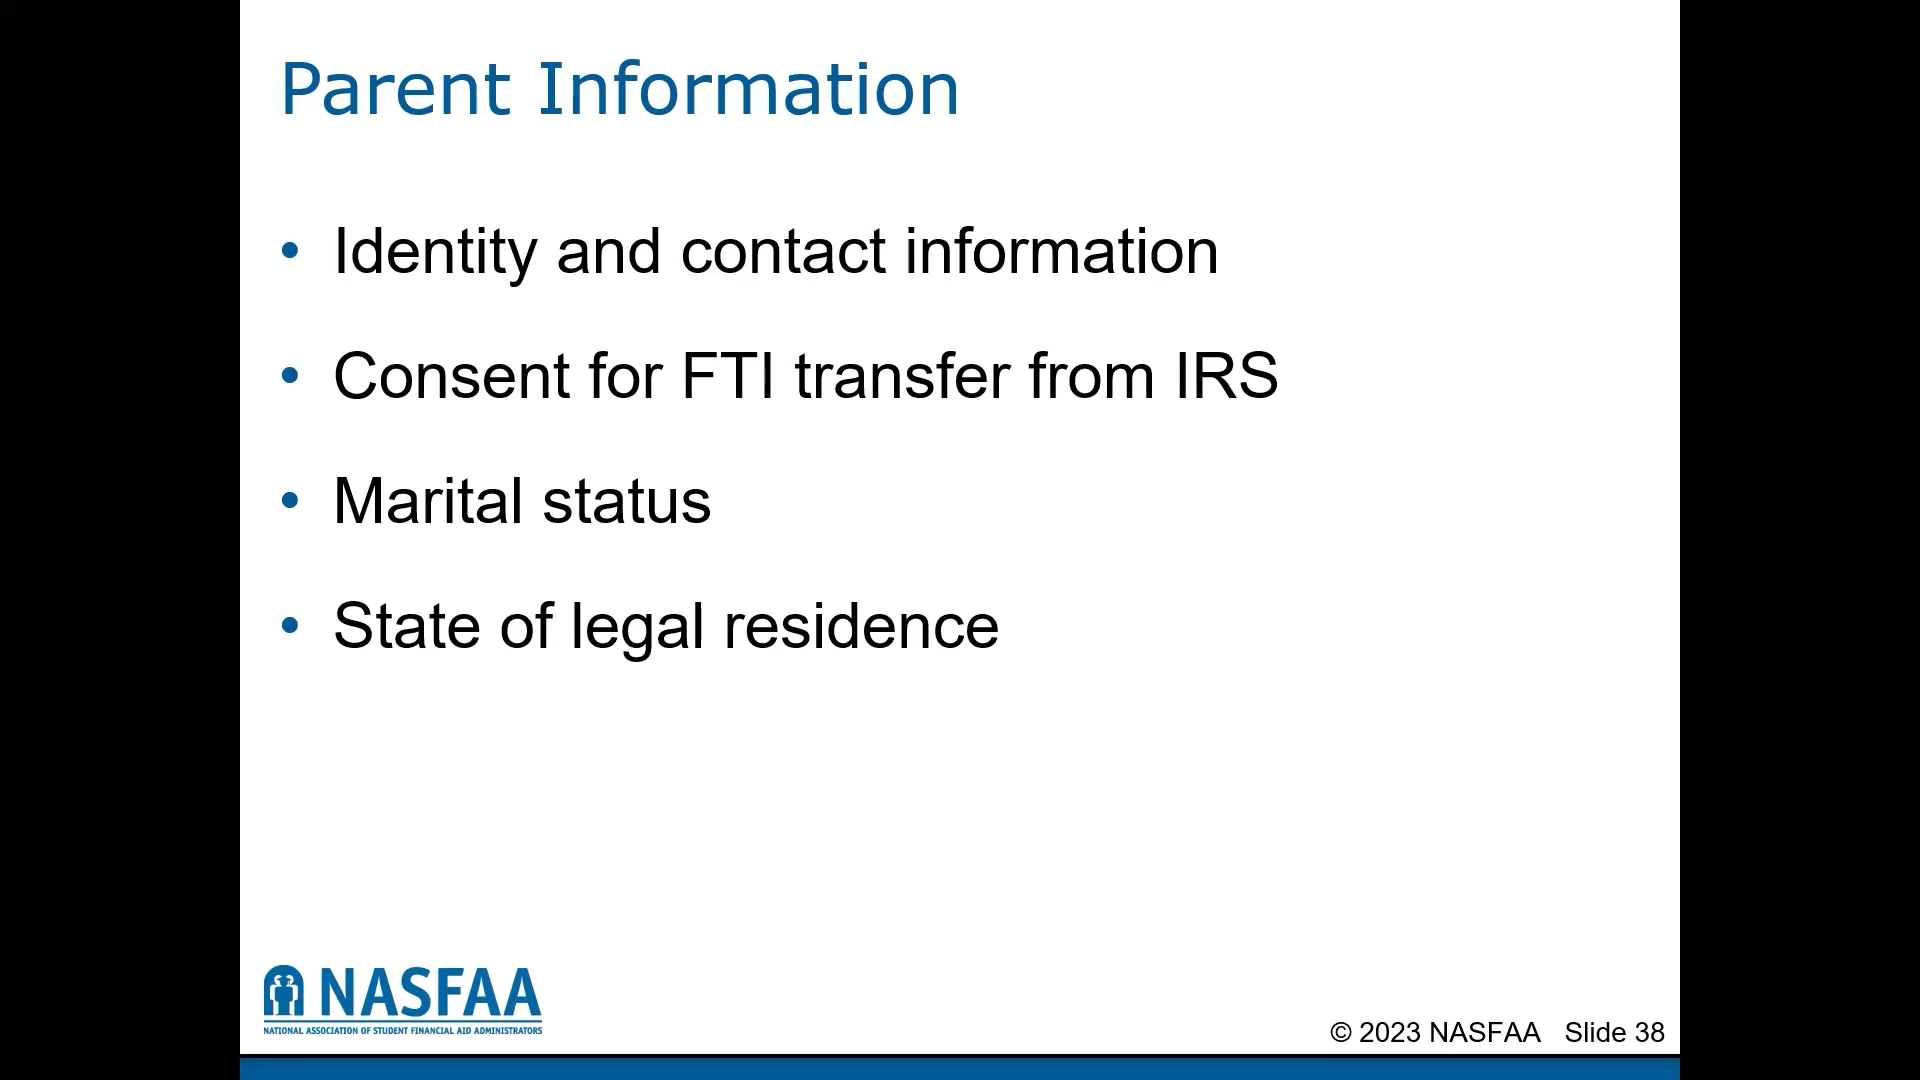 Parent Information
• Identity and contact information
• Consent for FTI transfer from IRS
• Marital status
• State of legal residence
NASFAA
NATIONAL ASSOCIATION OF STUDENT FINANCIAL AID ADMINISTRATORS
© 2023 NASFAA Slide 38